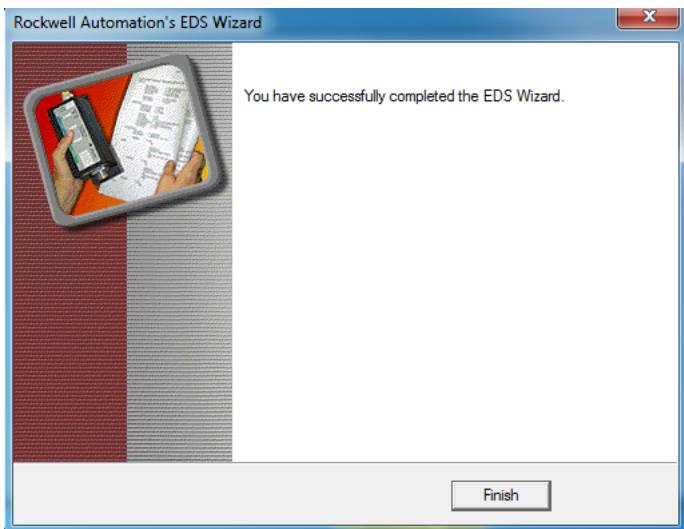 Rockwell Automation's EDS Wizard
You have successfully completed the EDS Wizard.
Finish